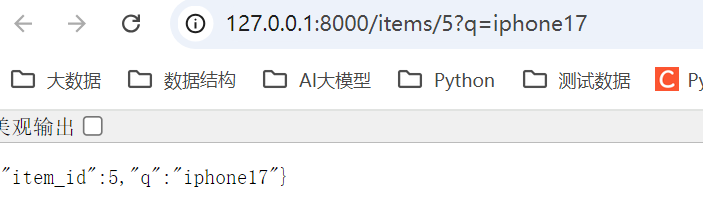 127.0.0.1:8000/items/5?q=iphone17
大数据 数据结构 AI大模型 Python 测试数据 Py
美观输出
"item_id":5,"q":"iphone17"}